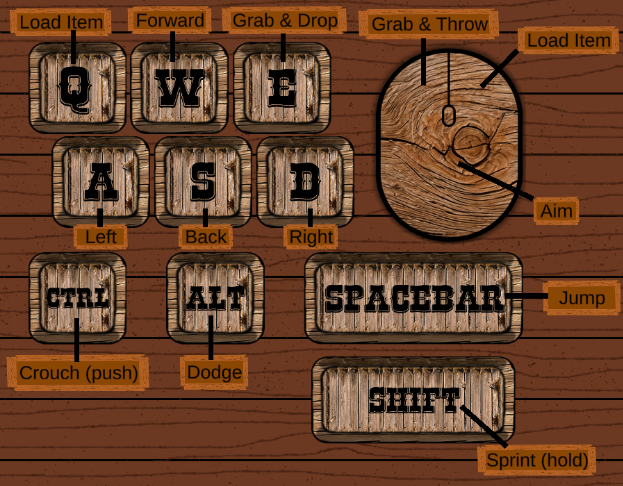 Load Item
Forward
Grab & Drop
Grab & Throw
Load Item
Q
W
E
A
S
D
Aim
Left
Back
Right
CTRL
ALT
SPACEBAR
Jump
Crouch (push)
Dodge
SHIFT
Sprint (hold)